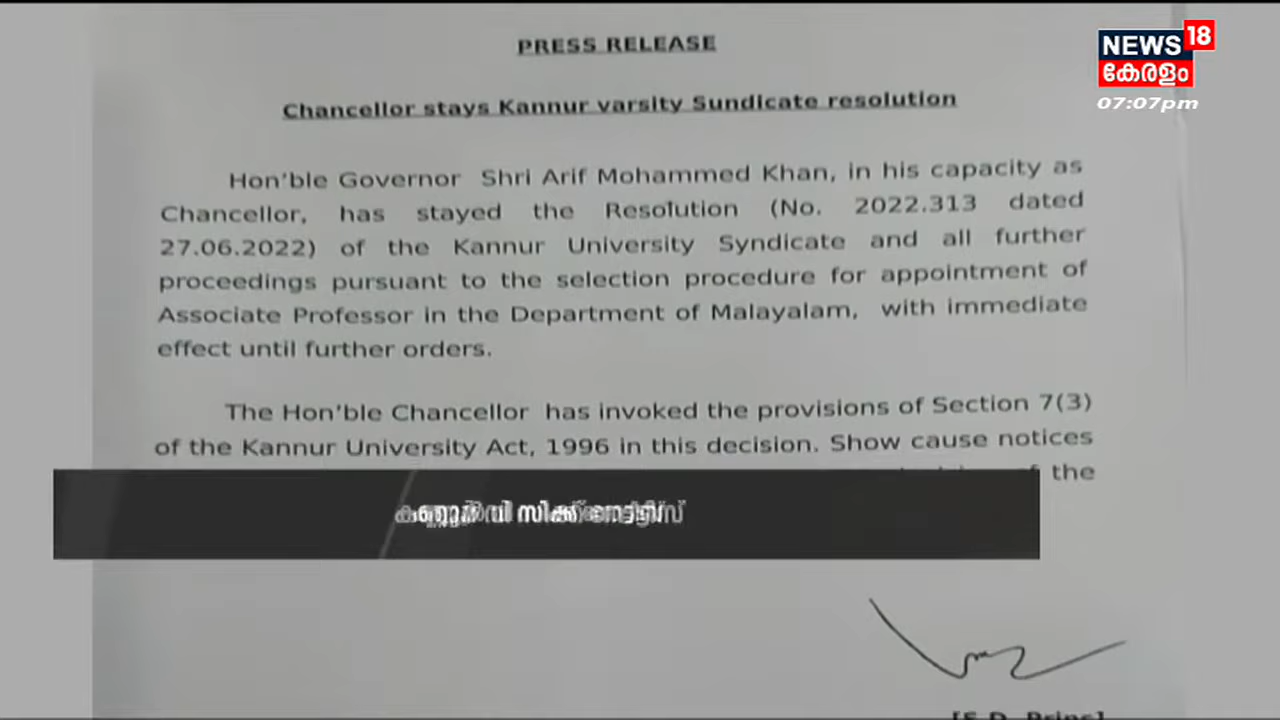 PRESS RELEASE
NEWS 18
കേരളം
07:07pm
Chancellor stays Kannur varsity Sundicate resolution
Hon'ble Governor Shri Arif Mohammed Khan, in his capacity as
Chancellor, has stayed the Resolution (No. 2022.313 dated
27.06.2022) of the Kannur University Syndicate and all further
proceedings pursuant to the selection procedure for appointment of
Associate Professor in the Department of Malayalam, with immediate
effect until further orders.
The Hon'ble Chancellor has invoked the provisions of Section 7(3)
of the Kannur University Act, 1996 in this decision. Show cause notices
the
വി സിക്ക്